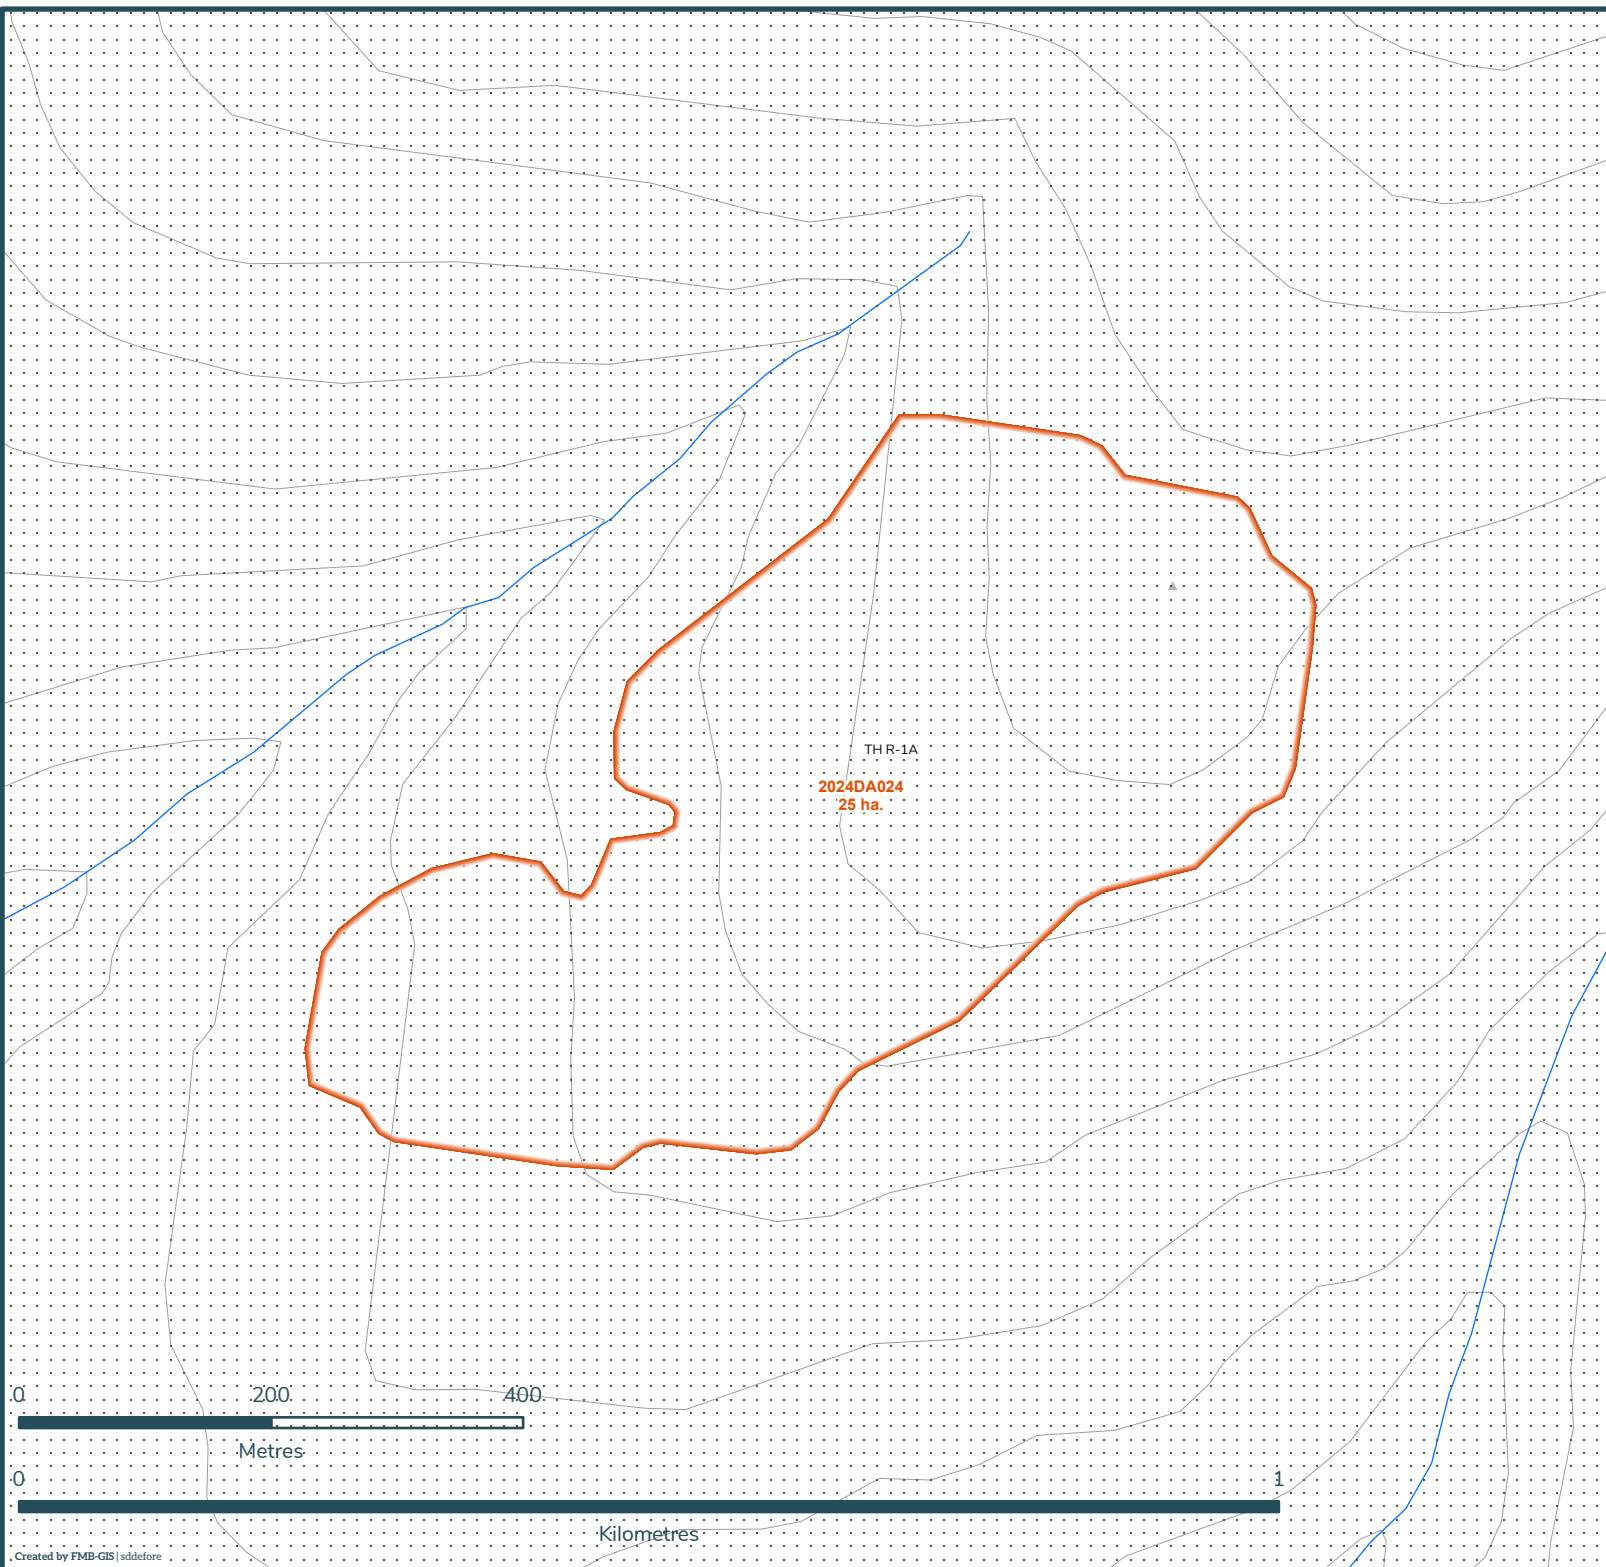 TH R-1A
2024DA024
25 ha.
0 200 400
Metres
0 1
Kilometres
Created by FMB-GIS | sddefore